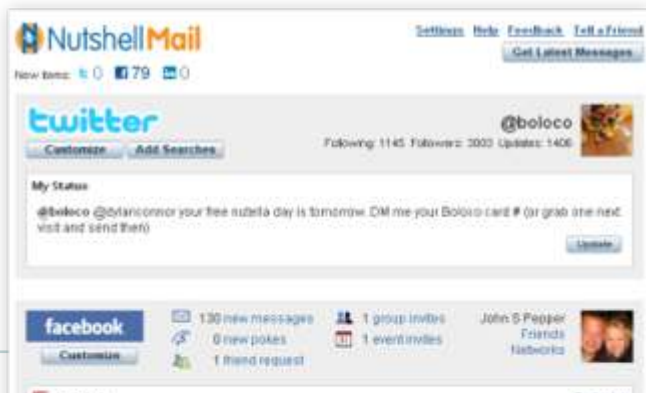 NutshellMail
Settings Help Feedback Tell a Friend
Get Latest Messages
New items: 0 79 0
twitter
@boloco
Customize Add Searches
Following: 1145 Followers: 3003 Updates: 1406
My Status
@boloco @dylanconnor your free nutella day is tomorrow. DM me your Boloco card # (or grab one next
visit and send then)
Update
facebook
Customize
130 new messages
0 new pokes
1 friend request
1 group invites
1 event invites
John S Pepper
Friends
Networks